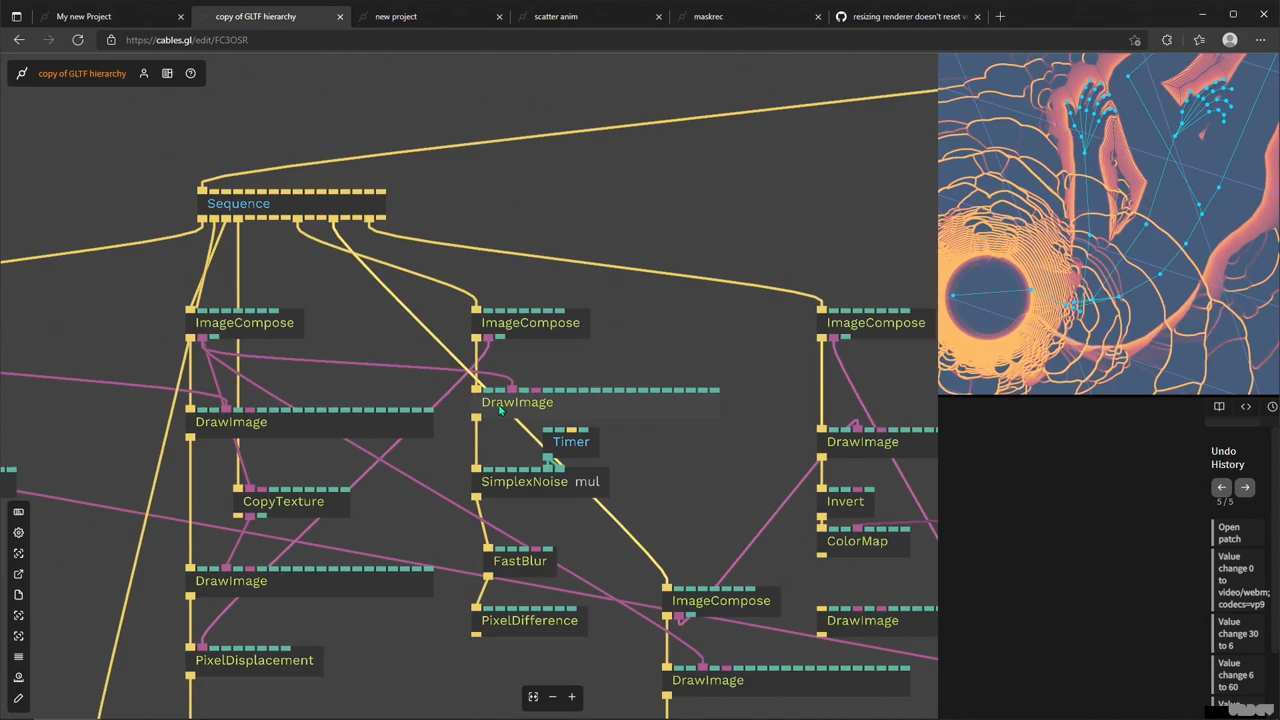 My new Project
copy of GLTF hierarchy
new project
scatter anim
maskrec
resizing renderer doesn't reset vi
https://cables.gl/edit/FC3OSR
copy of GLTF hierarchy
Sequence
ImageCompose
ImageCompose
ImageCompose
DrawImage
DrawImage
Timer
DrawImage
SimplexNoise mul
CopyTexture
Invert
ColorMap
FastBlur
DrawImage
PixelDifference
ImageCompose
DrawImage
PixelDisplacement
DrawImage
Undo
History
5/5
Open
patch
Value
change 0
to
video/webm;
codecs=vp9
Value
change 30
to 6
Value
change 6
to 60
Value